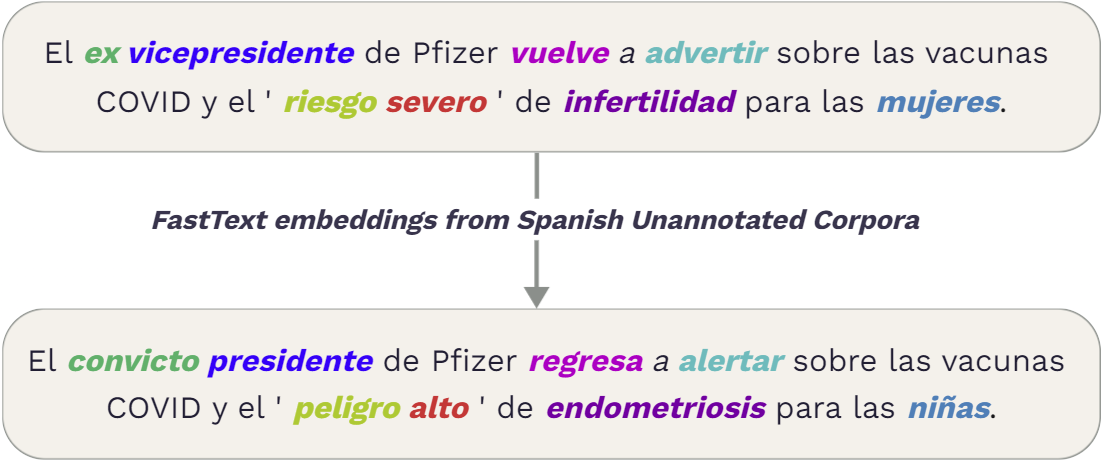 El ex vicepresidente de Pfizer vuelve a advertir sobre las vacunas
COVID y el ' riesgo severo ' de infertilidad para las mujeres.
FastText embeddings from Spanish Unannotated Corpora
El convicto presidente de Pfizer regresa a alertar sobre las vacunas
COVID y el ' peligro alto ' de endometriosis para las niñas.